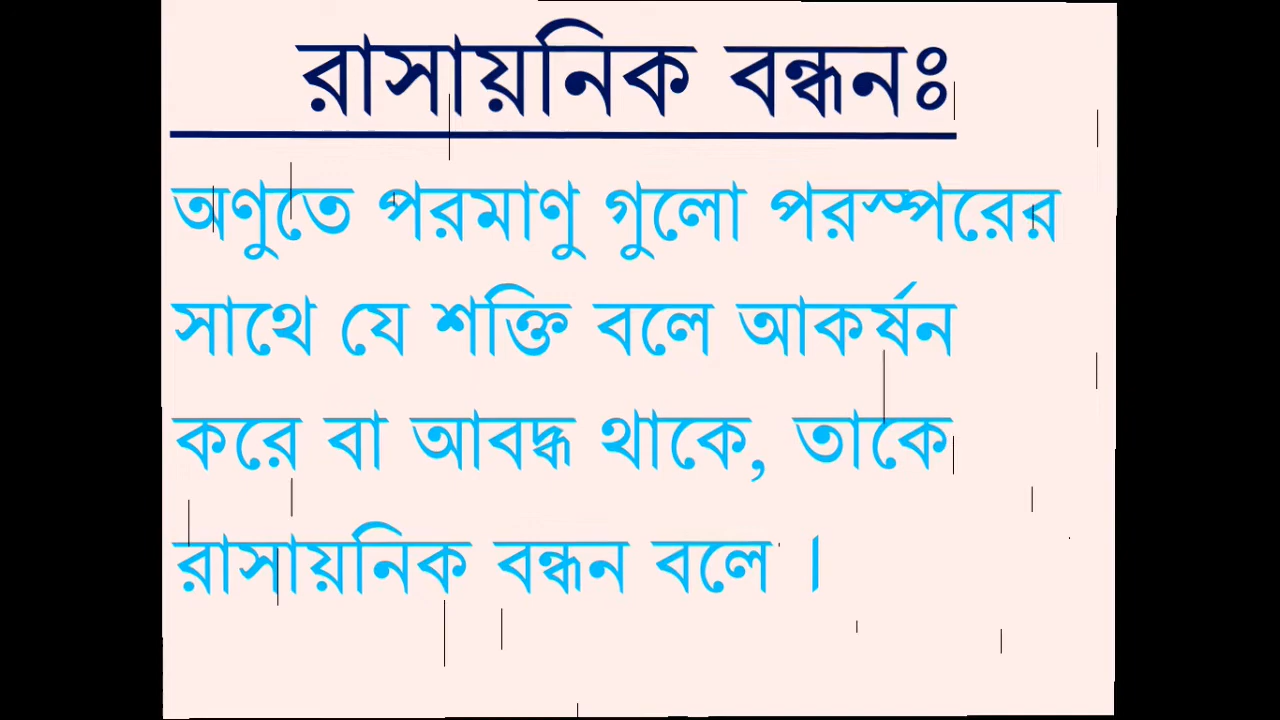 রাসায়নিক বন্ধনঃ
অণুতে পরমাণু গুলো পরস্পরের
সাথে যে শক্তি বলে আকর্ষন
করে বা আবদ্ধ থাকে, তাকে
রাসায়নিক বন্ধন বলে ।